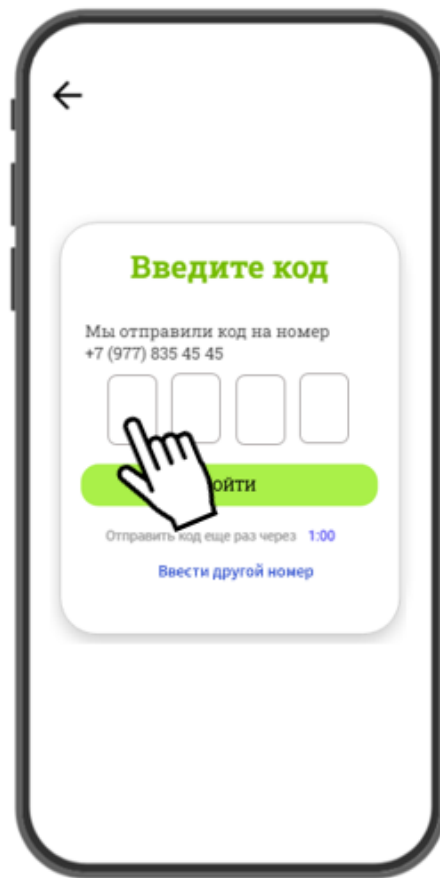 Введите код
Мы отправили код на номер
+7 (977) 835 45 45
Отправить код еще раз через 1:00
Ввести другой номер